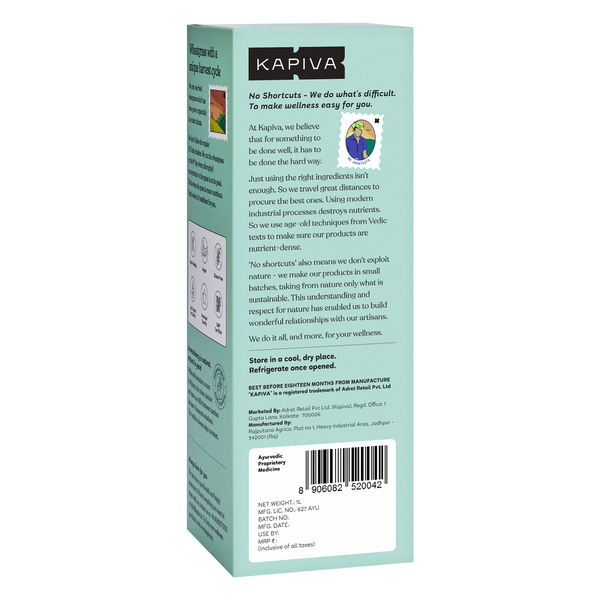 KAPIVA
No Shortcuts - We do what's difficult.
To make wellness easy for you.
At Kapiva, we believe
that for something to
be done well, it has to
be done the hard way.
NO SHORTCUTS
Just using the right ingredients isn't
enough. So we travel great distances to
procure the best ones. Using modern
industrial processes destroys nutrients.
So we use age-old techniques from Vedic
texts to make sure our products are
nutrient-dense.
'No shortcuts' also means we don't exploit
nature - we make our products in small
batches, taking from nature only what is
sustainable. This understanding and
respect for nature has enabled us to build
wonderful relationships with our artisans.
We do it all, and more, for your wellness.
Store in a cool, dry place.
Refrigerate once opened.
BEST BEFORE EIGHTEEN MONTHS FROM MANUFACTURE
"KAPIVA" is a registered trademark of Adret Retail Pvt. Ltd
Marketed By: Adret Retail Pvt Ltd. (Kapiva), Regd. Office: 1
Gupta Lane, Kolkata 700006
Manufactured By:
Rajputana Agrico, Plot no 1, Heavy Industrial Area, Jodhpur -
342001 (Raj)
Ayurvedic
Proprietary
Medicine
8 906082 520042
NET WEIGHT.: 1L
MFG. LIC. NO.: 627 AYU
BATCH NO:
MFG. DATE:
USE BY:
MRP ₹ :
(inclusive of all taxes)
Wheatgrass with a
unique harvest cycle